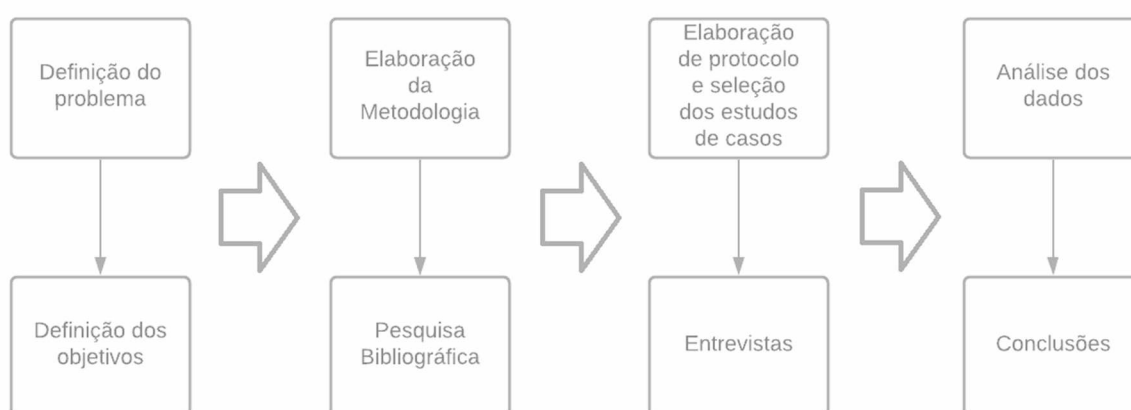 Definição do
problema
Definição dos
objetivos
Elaboração
da
Metodologia
Pesquisa
Bibliográfica
Elaboração
de protocolo
e seleção
dos estudos
de casos
Entrevistas
Análise dos
dados
Conclusões